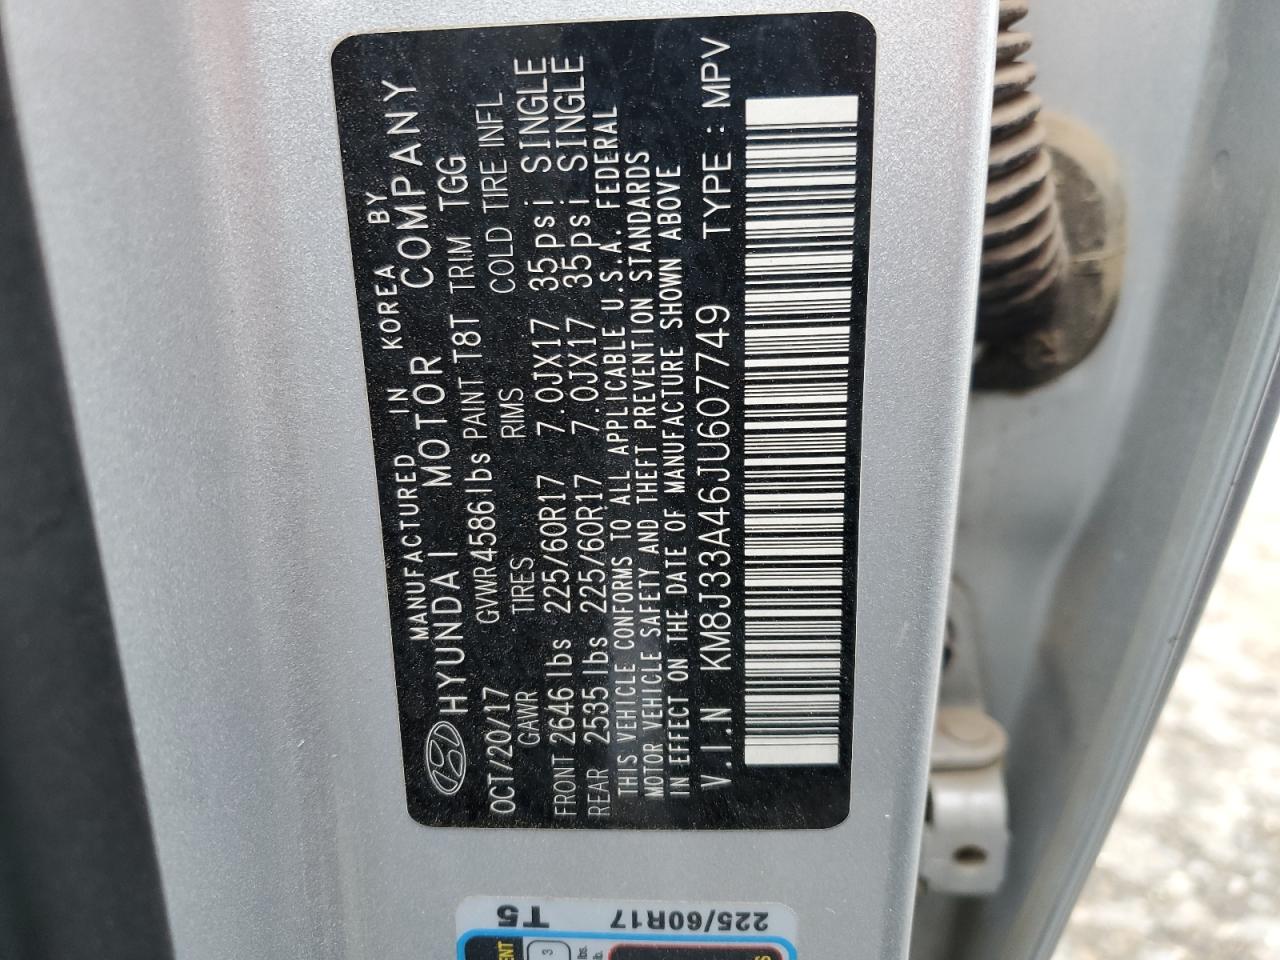 MANUFACTURED IN KOREA BY
HYUNDAI MOTOR COMPANY
OCT/20/17 GVWR 4586lbs PAINT T8T TRIM TGG
GAWR TIRES RIMS COLD TIRE INFL
FRONT 2646 lbs 225/60R17 7.0JX17 35psi SINGLE
REAR 2535 lbs 225/60R17 7.0JX17 35psi SINGLE
THIS VEHICLE CONFORMS TO ALL APPLICABLE U.S.A. FEDERAL
MOTOR VEHICLE SAFETY AND THEFT PREVENTION STANDARDS
IN EFFECT ON THE DATE OF MANUFACTURE SHOWN ABOVE
V.I.N KM8J33A46JU607749 TYPE : MPV
225/60R17 T5
3
lbs.